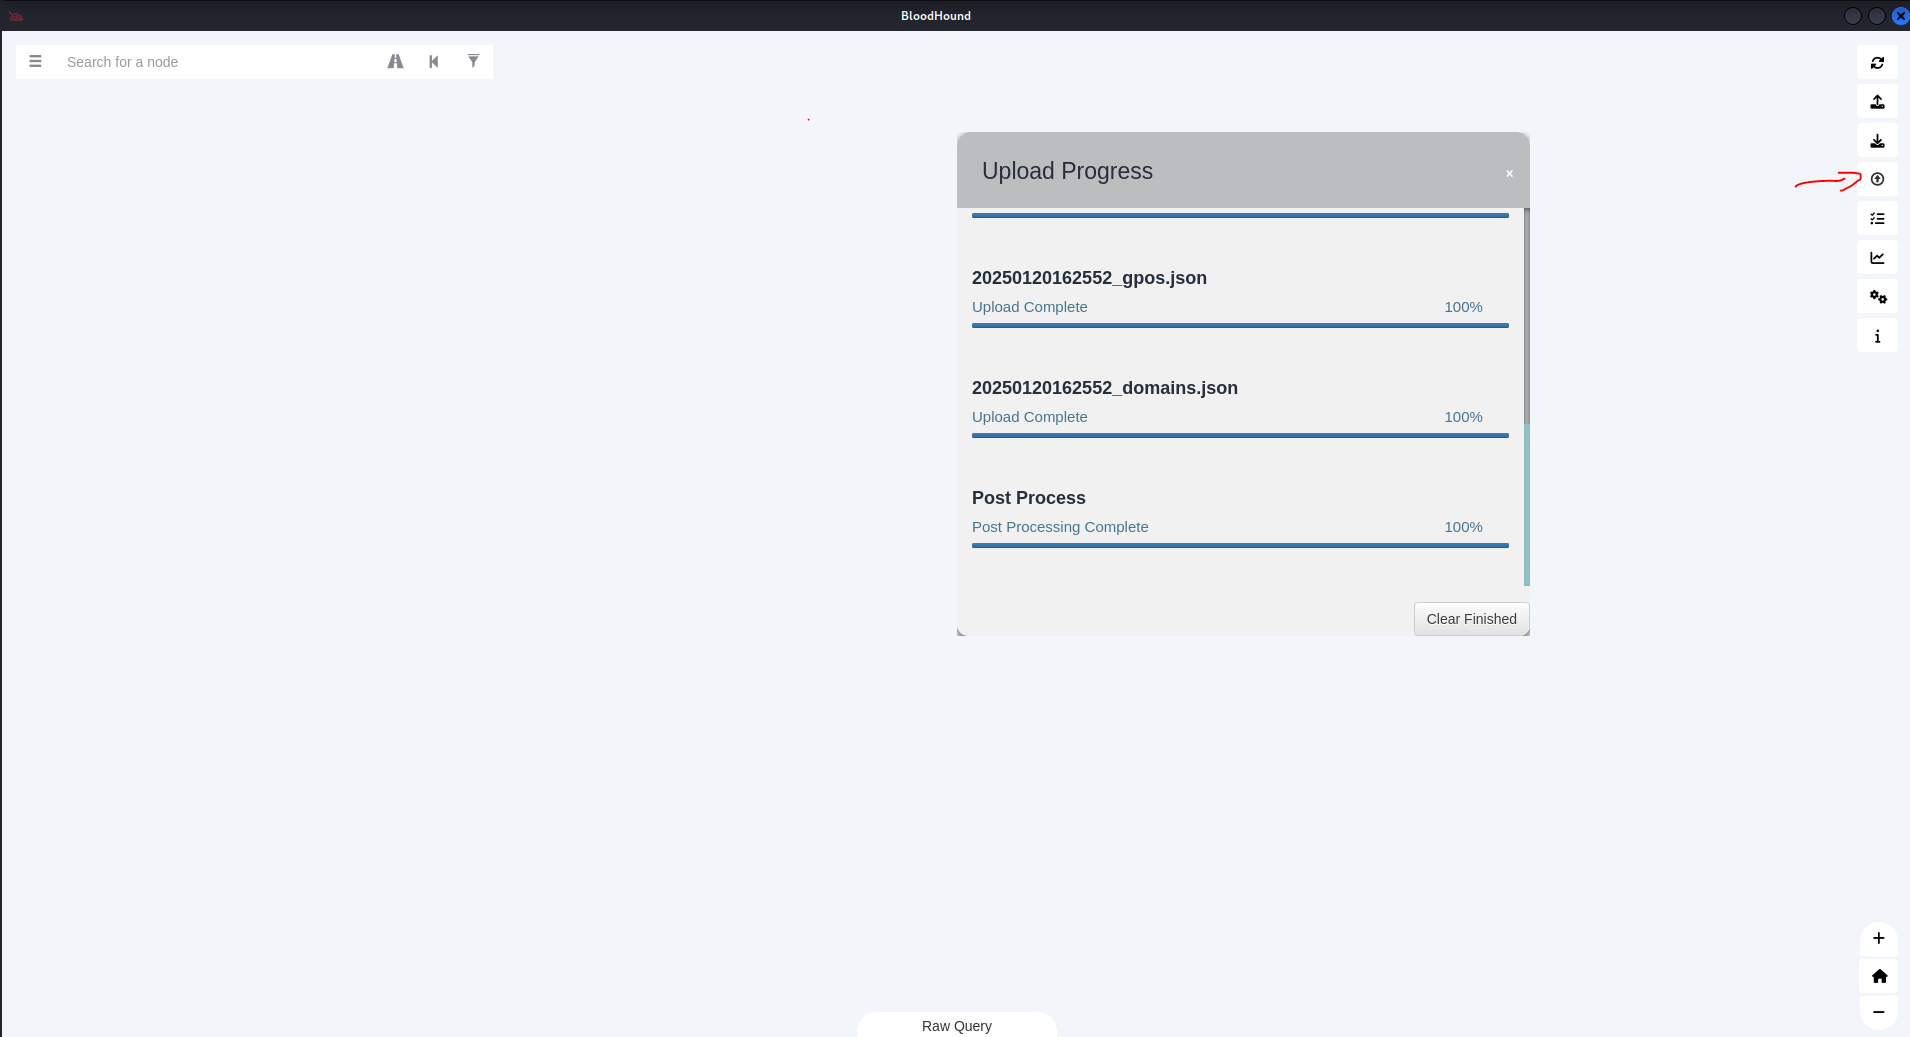 BloodHound
Search for a node
Upload Progress
20250120162552_gpos.json
Upload Complete 100%
20250120162552_domains.json
Upload Complete 100%
Post Process
Post Processing Complete 100%
Clear Finished
Raw Query